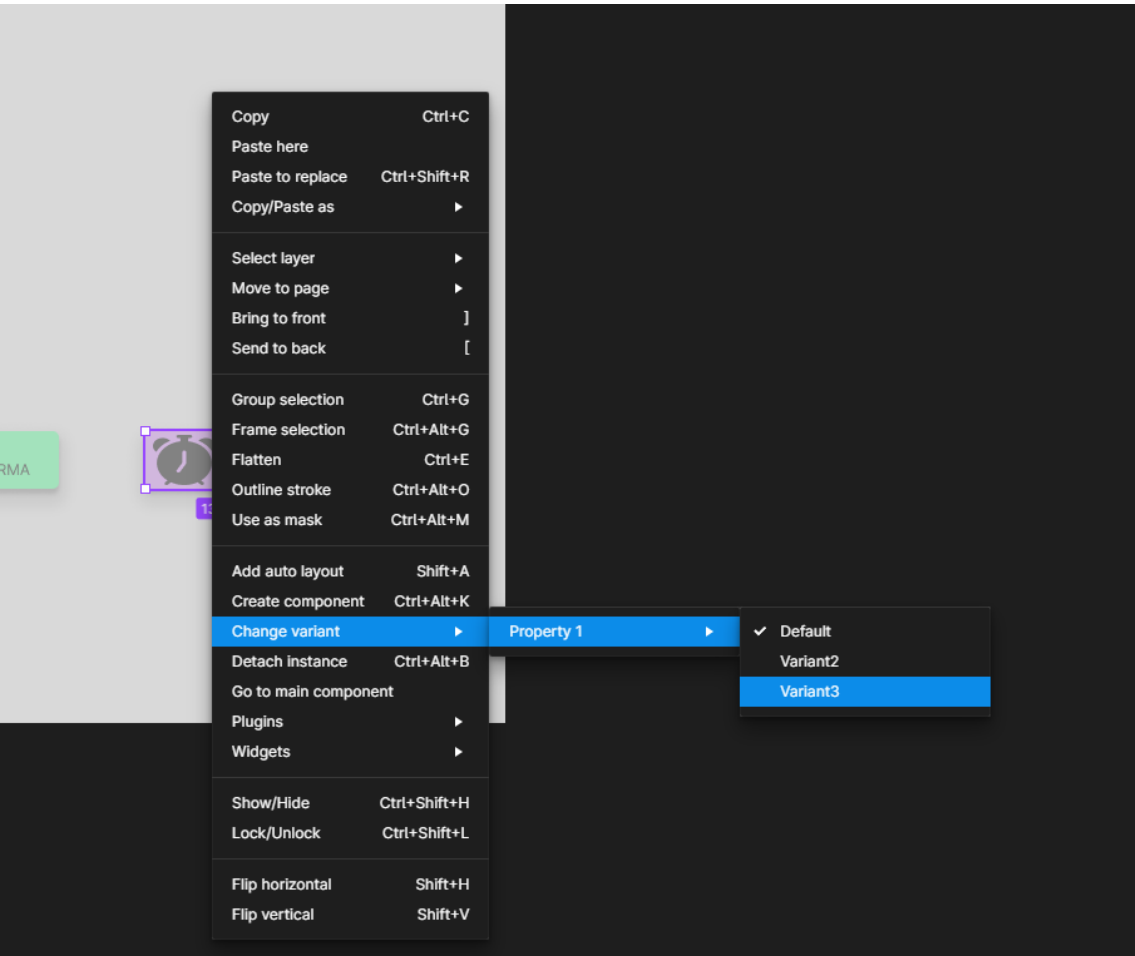 Copy Ctrl+C
Paste here
Paste to replace Ctrl+Shift+R
Copy/Paste as
Select layer
Move to page
Bring to front ]
Send to back [
Group selection Ctrl+G
Frame selection Ctrl+Alt+G
Flatten Ctrl+E
Outline stroke Ctrl+Alt+O
Use as mask Ctrl+Alt+M
Add auto layout Shift+A
Create component Ctrl+Alt+K
Change variant
Detach instance Ctrl+Alt+B
Go to main component
Plugins
Widgets
Show/Hide Ctrl+Shift+H
Lock/Unlock Ctrl+Shift+L
Flip horizontal Shift+H
Flip vertical Shift+V
Property 1
Default
Variant2
Variant3
RMA